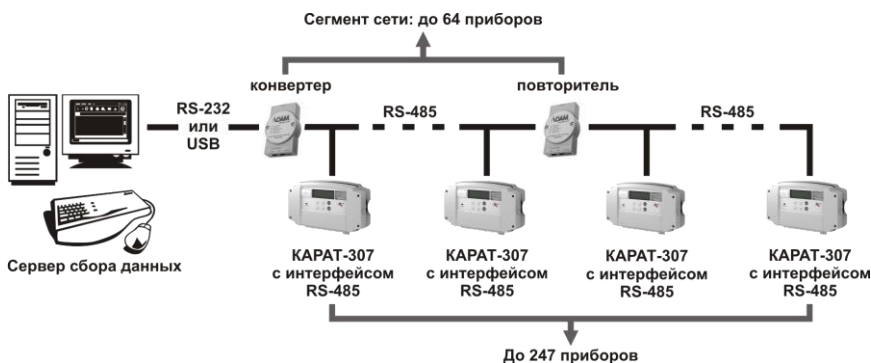 Сегмент сети: до 64 приборов
конвертер
повторитель
RS-232
или
USB
RS-485
RS-485
ADAM
ADAM
КАРАТ-307
с интерфейсом
RS-485
КАРАТ-307
с интерфейсом
RS-485
КАРАТ-307
с интерфейсом
RS-485
КАРАТ-307
с интерфейсом
RS-485
Сервер сбора данных
До 247 приборов